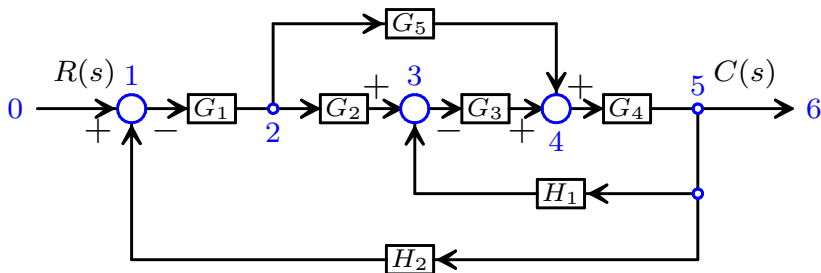 G₅
R(s) 1 3 5 C(s)
0 G₁ G₂ + G₃ + G₄ 6
+ − 2 − + 4
H₁
H₂